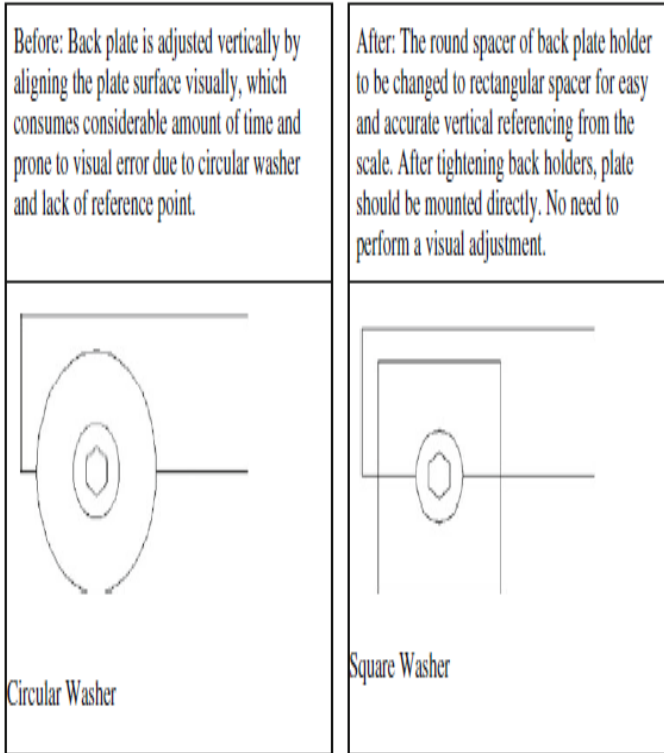 Before: Back plate is adjusted vertically by
aligning the plate surface visually, which
consumes considerable amount of time and
prone to visual error due to circular washer
and lack of reference point.
Circular Washer
After: The round spacer of back plate holder
to be changed to rectangular spacer for easy
and accurate vertical referencing from the
scale. After tightening back holders, plate
should be mounted directly. No need to
perform a visual adjustment.
Square Washer